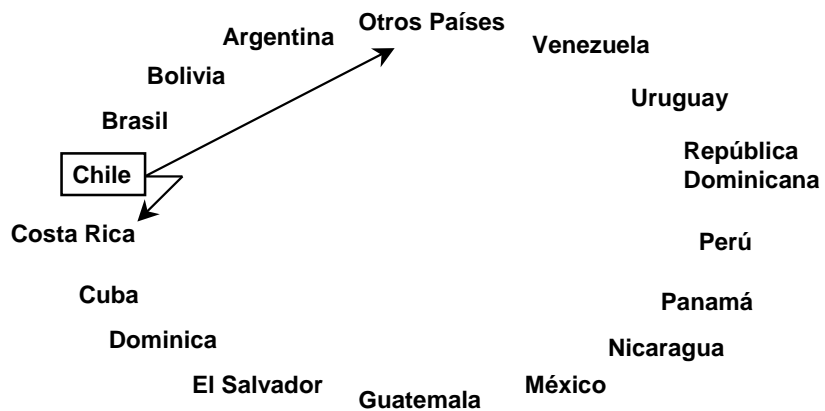 Otros Países
Argentina
Venezuela
Bolivia
Uruguay
Brasil
República
Dominicana
Chile
Costa Rica
Perú
Cuba
Panamá
Dominica
Nicaragua
El Salvador
México
Guatemala